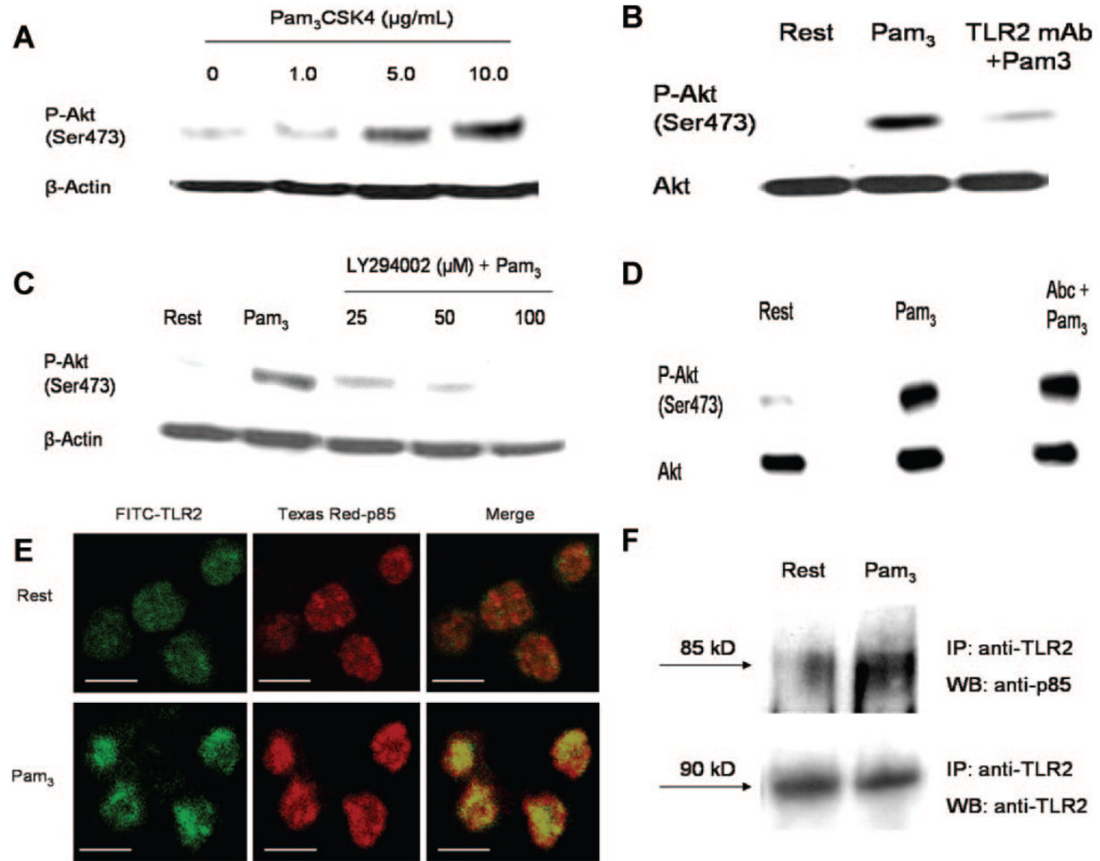 A
Pam₃CSK4 (µg/mL)
0 1.0 5.0 10.0
P-Akt
(Ser473)
β-Actin
B
Rest Pam₃ TLR2 mAb
+Pam3
P-Akt
(Ser473)
Akt
C
LY294002 (µM) + Pam₃
Rest Pam₃ 25 50 100
P-Akt
(Ser473)
β-Actin
D
Rest Pam₃ Abc +
Pam₃
P-Akt
(Ser473)
Akt
E
FITC-TLR2 Texas Red-p85 Merge
Rest
Pam₃
F
Rest Pam₃
85 kD
IP: anti-TLR2
WB: anti-p85
90 kD
IP: anti-TLR2
WB: anti-TLR2